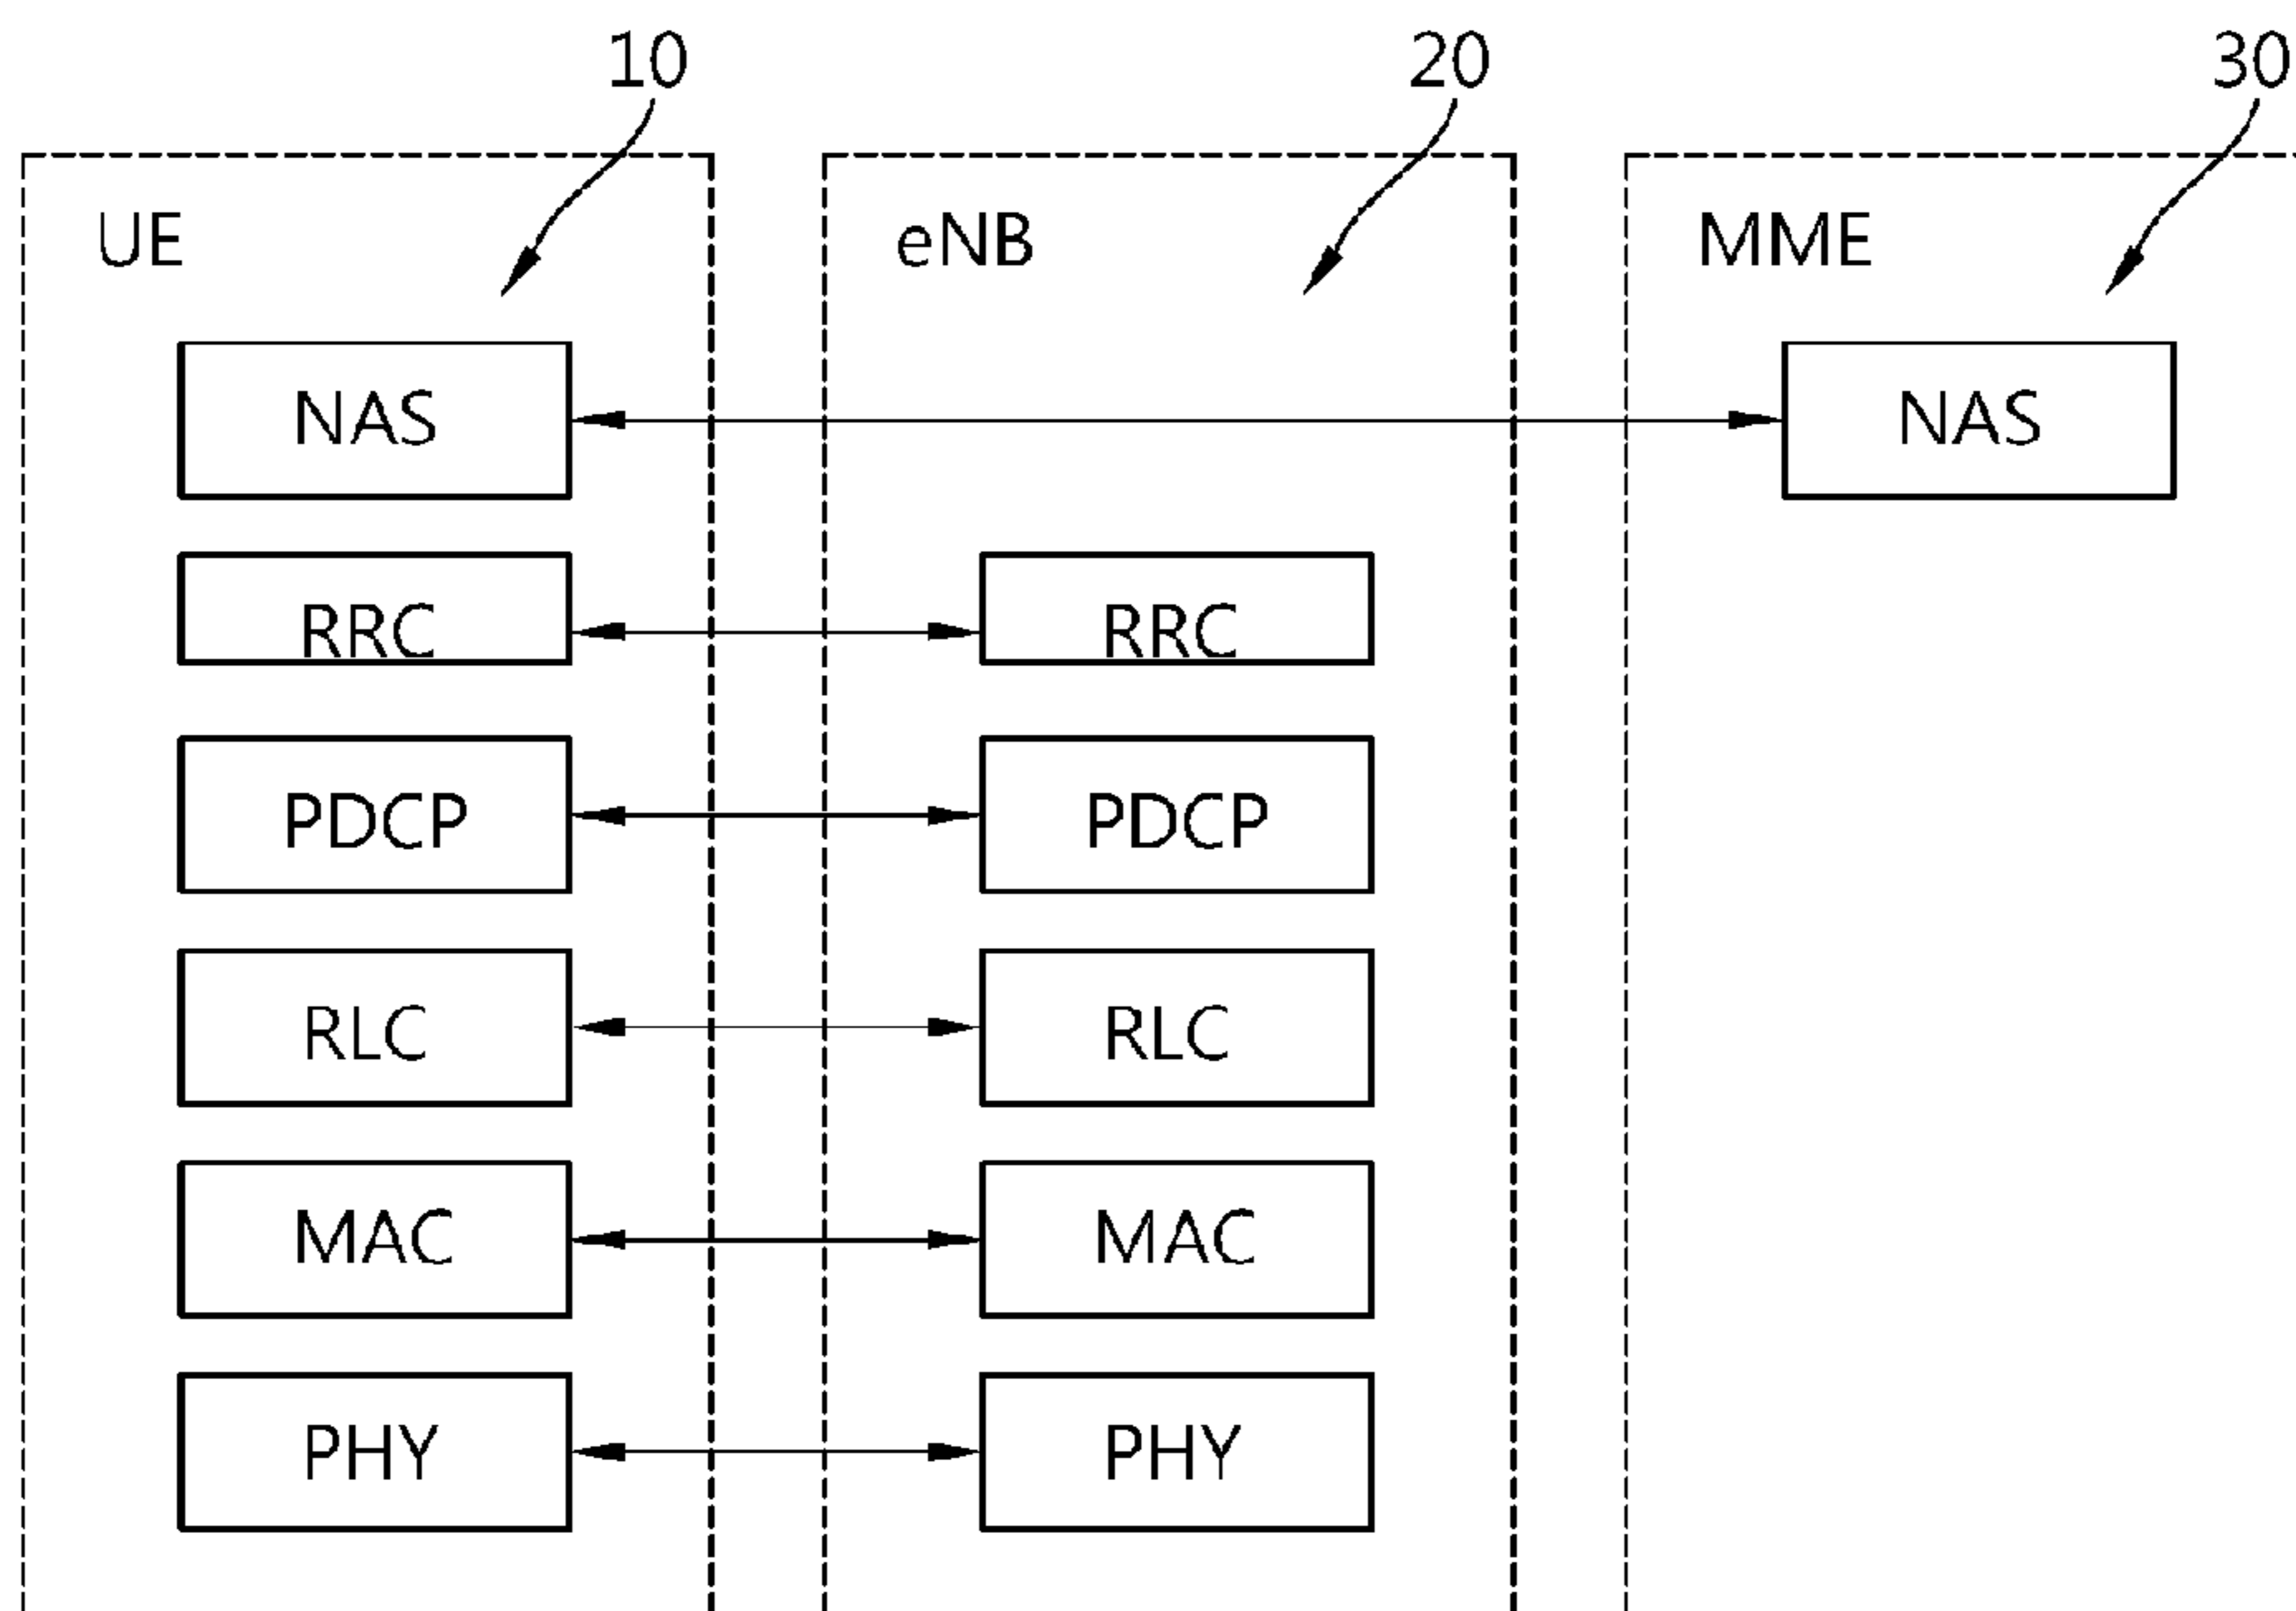 10 20 30
UE eNB MME
NAS NAS
RRC RRC
PDCP PDCP
RLC RLC
MAC MAC
PHY PHY